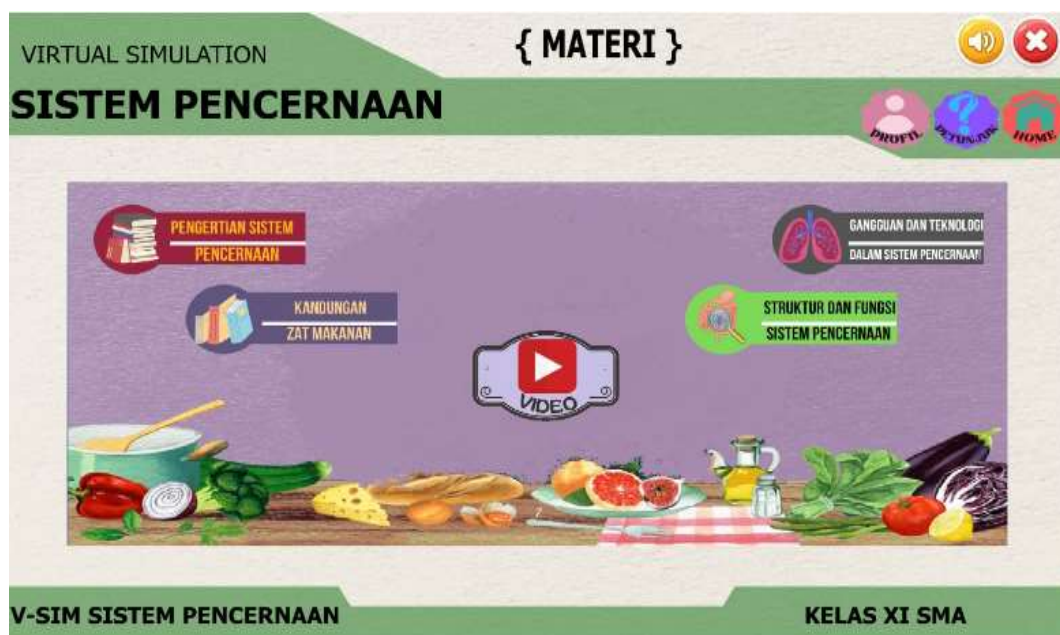 VIRTUAL SIMULATION
{ MATERI }
SISTEM PENCERNAAN
PROFIL
PETUNJUK
HOME
PENGERTIAN SISTEM
PENCERNAAN
GANGGUAN DAN TEKNOLOGI
DALAM SISTEM PENCERNAAN
KANDUNGAN
ZAT MAKANAN
STRUKTUR DAN FUNGSI
SISTEM PENCERNAAN
VIDEO
V-SIM SISTEM PENCERNAAN
KELAS XI SMA